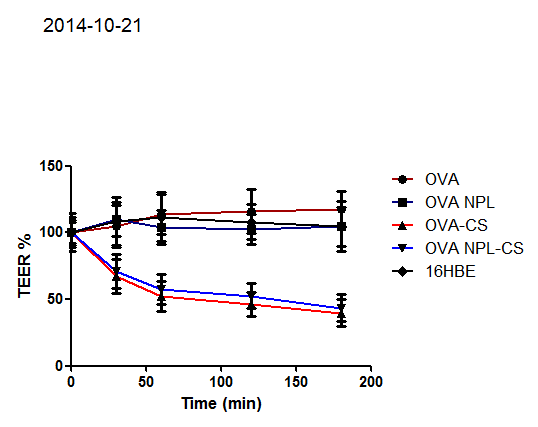 2014-10-21
150
100
50
0
TEER %
0 50 100 150 200
Time (min)
OVA
OVA NPL
OVA-CS
OVA NPL-CS
16HBE